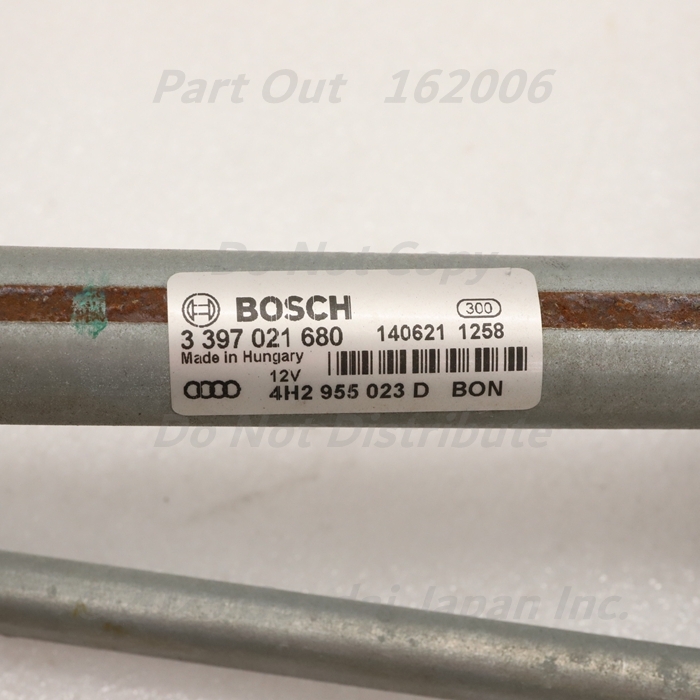 Part Out 162006
Do Not Copy
BOSCH 300
3 397 021 680 140621 1258
Made in Hungary
12V
4H2 955 023 D BON
Do Not Distribute
Japan Inc.